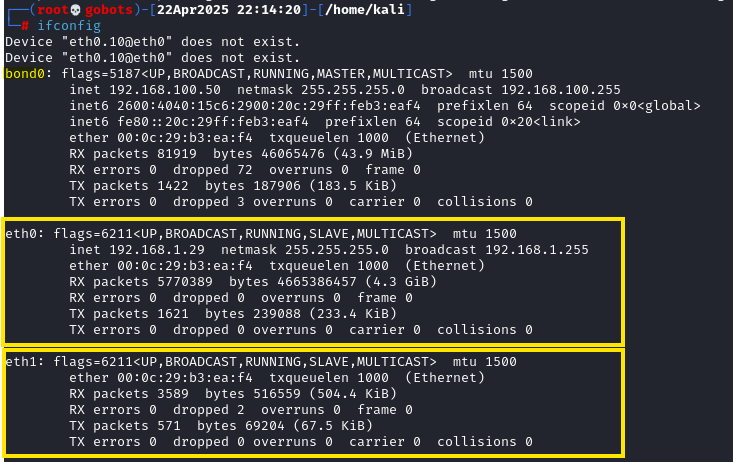 ┌──(root💀gobots)-[22Apr2025 22:14:20]-[/home/kali]
└─# ifconfig
Device "eth0.10@eth0" does not exist.
Device "eth0.10@eth0" does not exist.
bond0: flags=5187<UP,BROADCAST,RUNNING,MASTER,MULTICAST>  mtu 1500
        inet 192.168.100.50  netmask 255.255.255.0  broadcast 192.168.100.255
        inet6 2600:4040:15c6:2900:20c:29ff:feb3:eaf4  prefixlen 64  scopeid 0×0<global>
        inet6 fe80::20c:29ff:feb3:eaf4  prefixlen 64  scopeid 0×20<link>
        ether 00:0c:29:b3:ea:f4  txqueuelen 1000  (Ethernet)
        RX packets 81919  bytes 46065476 (43.9 MiB)
        RX errors 0  dropped 72  overruns 0  frame 0
        TX packets 1422  bytes 187906 (183.5 KiB)
        TX errors 0  dropped 3 overruns 0  carrier 0  collisions 0
eth0: flags=6211<UP,BROADCAST,RUNNING,SLAVE,MULTICAST>  mtu 1500
        inet 192.168.1.29  netmask 255.255.255.0  broadcast 192.168.1.255
        ether 00:0c:29:b3:ea:f4  txqueuelen 1000  (Ethernet)
        RX packets 5770389  bytes 4665386457 (4.3 GiB)
        RX errors 0  dropped 0  overruns 0  frame 0
        TX packets 1621  bytes 239088 (233.4 KiB)
        TX errors 0  dropped 0 overruns 0  carrier 0  collisions 0
eth1: flags=6211<UP,BROADCAST,RUNNING,SLAVE,MULTICAST>  mtu 1500
        ether 00:0c:29:b3:ea:f4  txqueuelen 1000  (Ethernet)
        RX packets 3589  bytes 516559 (504.4 KiB)
        RX errors 0  dropped 2  overruns 0  frame 0
        TX packets 571  bytes 69204 (67.5 KiB)
        TX errors 0  dropped 0 overruns 0  carrier 0  collisions 0